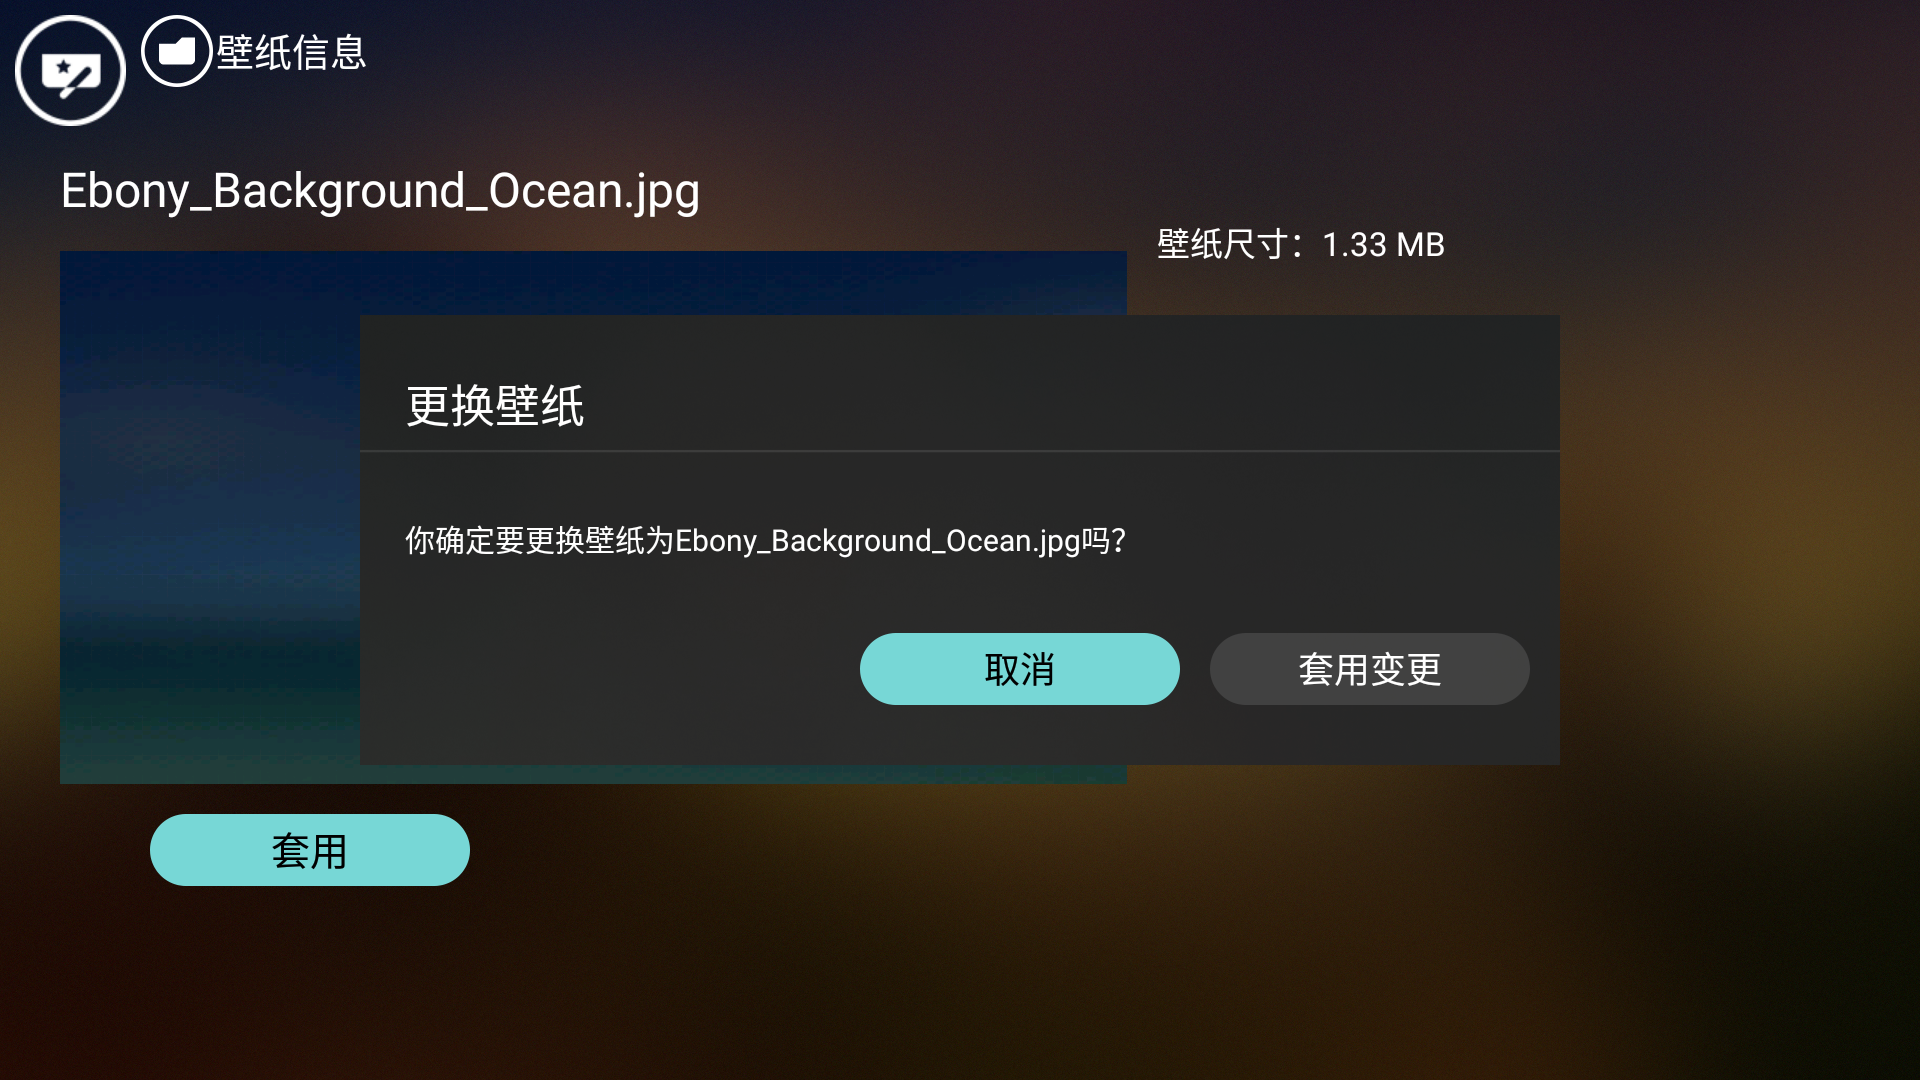 壁纸信息
Ebony_Background_Ocean.jpg
壁纸尺寸：1.33 MB
更换壁纸
你确定要更换壁纸为Ebony_Background_Ocean.jpg吗？
取消
套用变更
套用